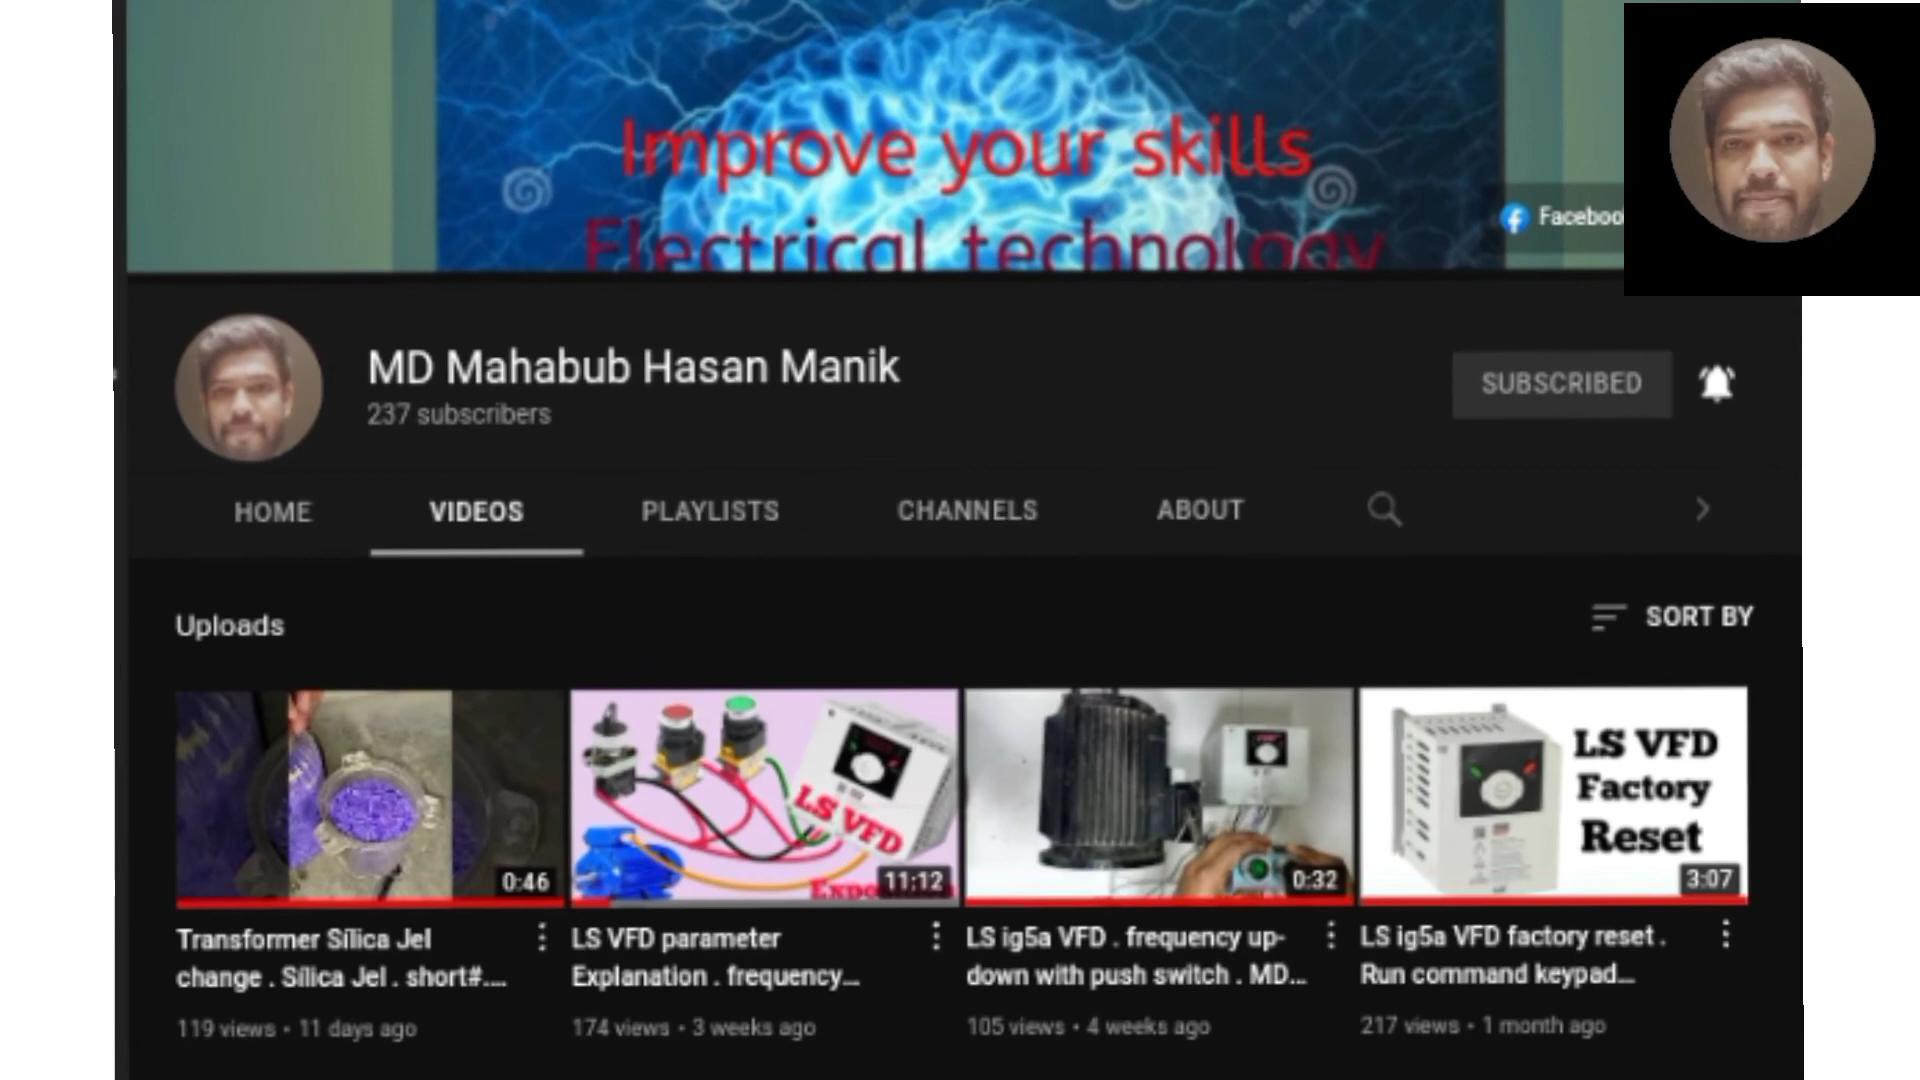 Improve your skills
Electrical technology
MD Mahabub Hasan Manik
237 subscribers
SUBSCRIBED
HOME VIDEOS PLAYLISTS CHANNELS ABOUT
Uploads
SORT BY
LS VFD
0:46
11:12
0:32
LS VFD
Factory
Reset
3:07
Transformer Silica Jel
change . Silica Jel . short#....
119 views • 11 days ago
LS VFD parameter
Explanation . frequency...
174 views • 3 weeks ago
LS ig5a VFD . frequency up-
down with push switch . MD...
105 views • 4 weeks ago
LS ig5a VFD factory reset .
Run command keypad...
217 views • 1 month ago